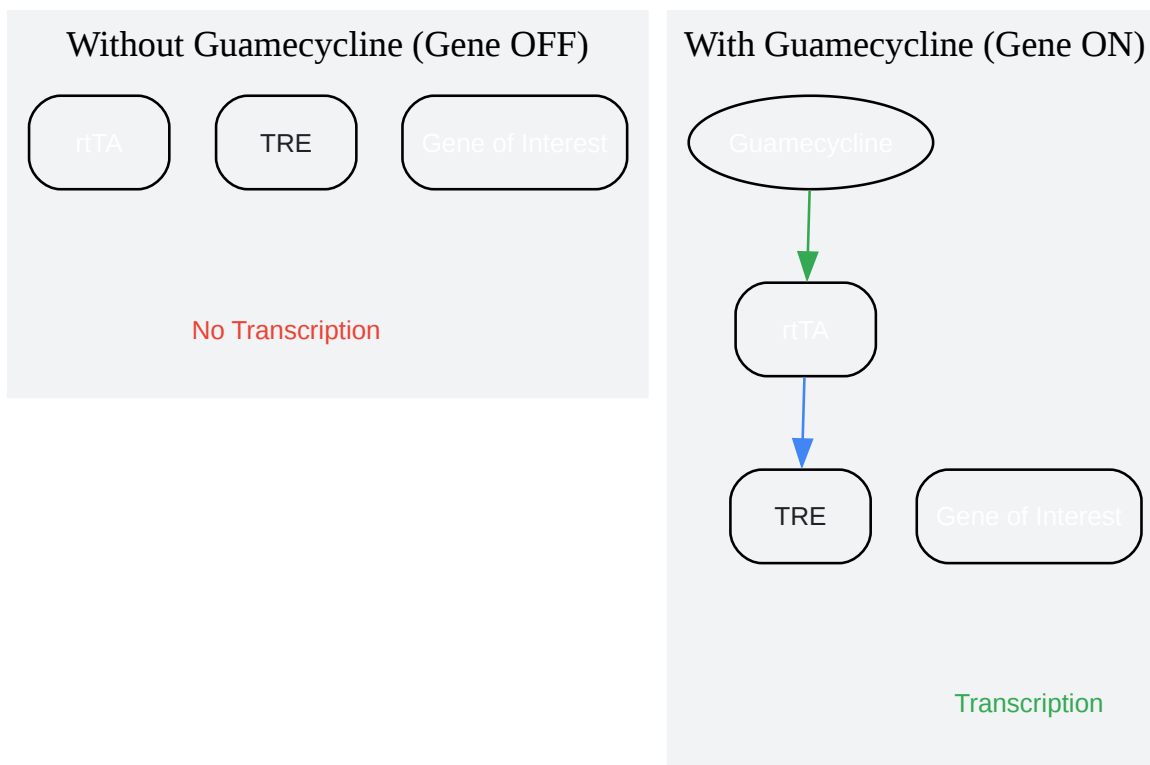 Without Guamecycline (Gene OFF)
rtTA
TRE
Gene of Interest
No Transcription
With Guamecycline (Gene ON)
Guamecycline
rtTA
TRE
Gene of Interest
Transcription